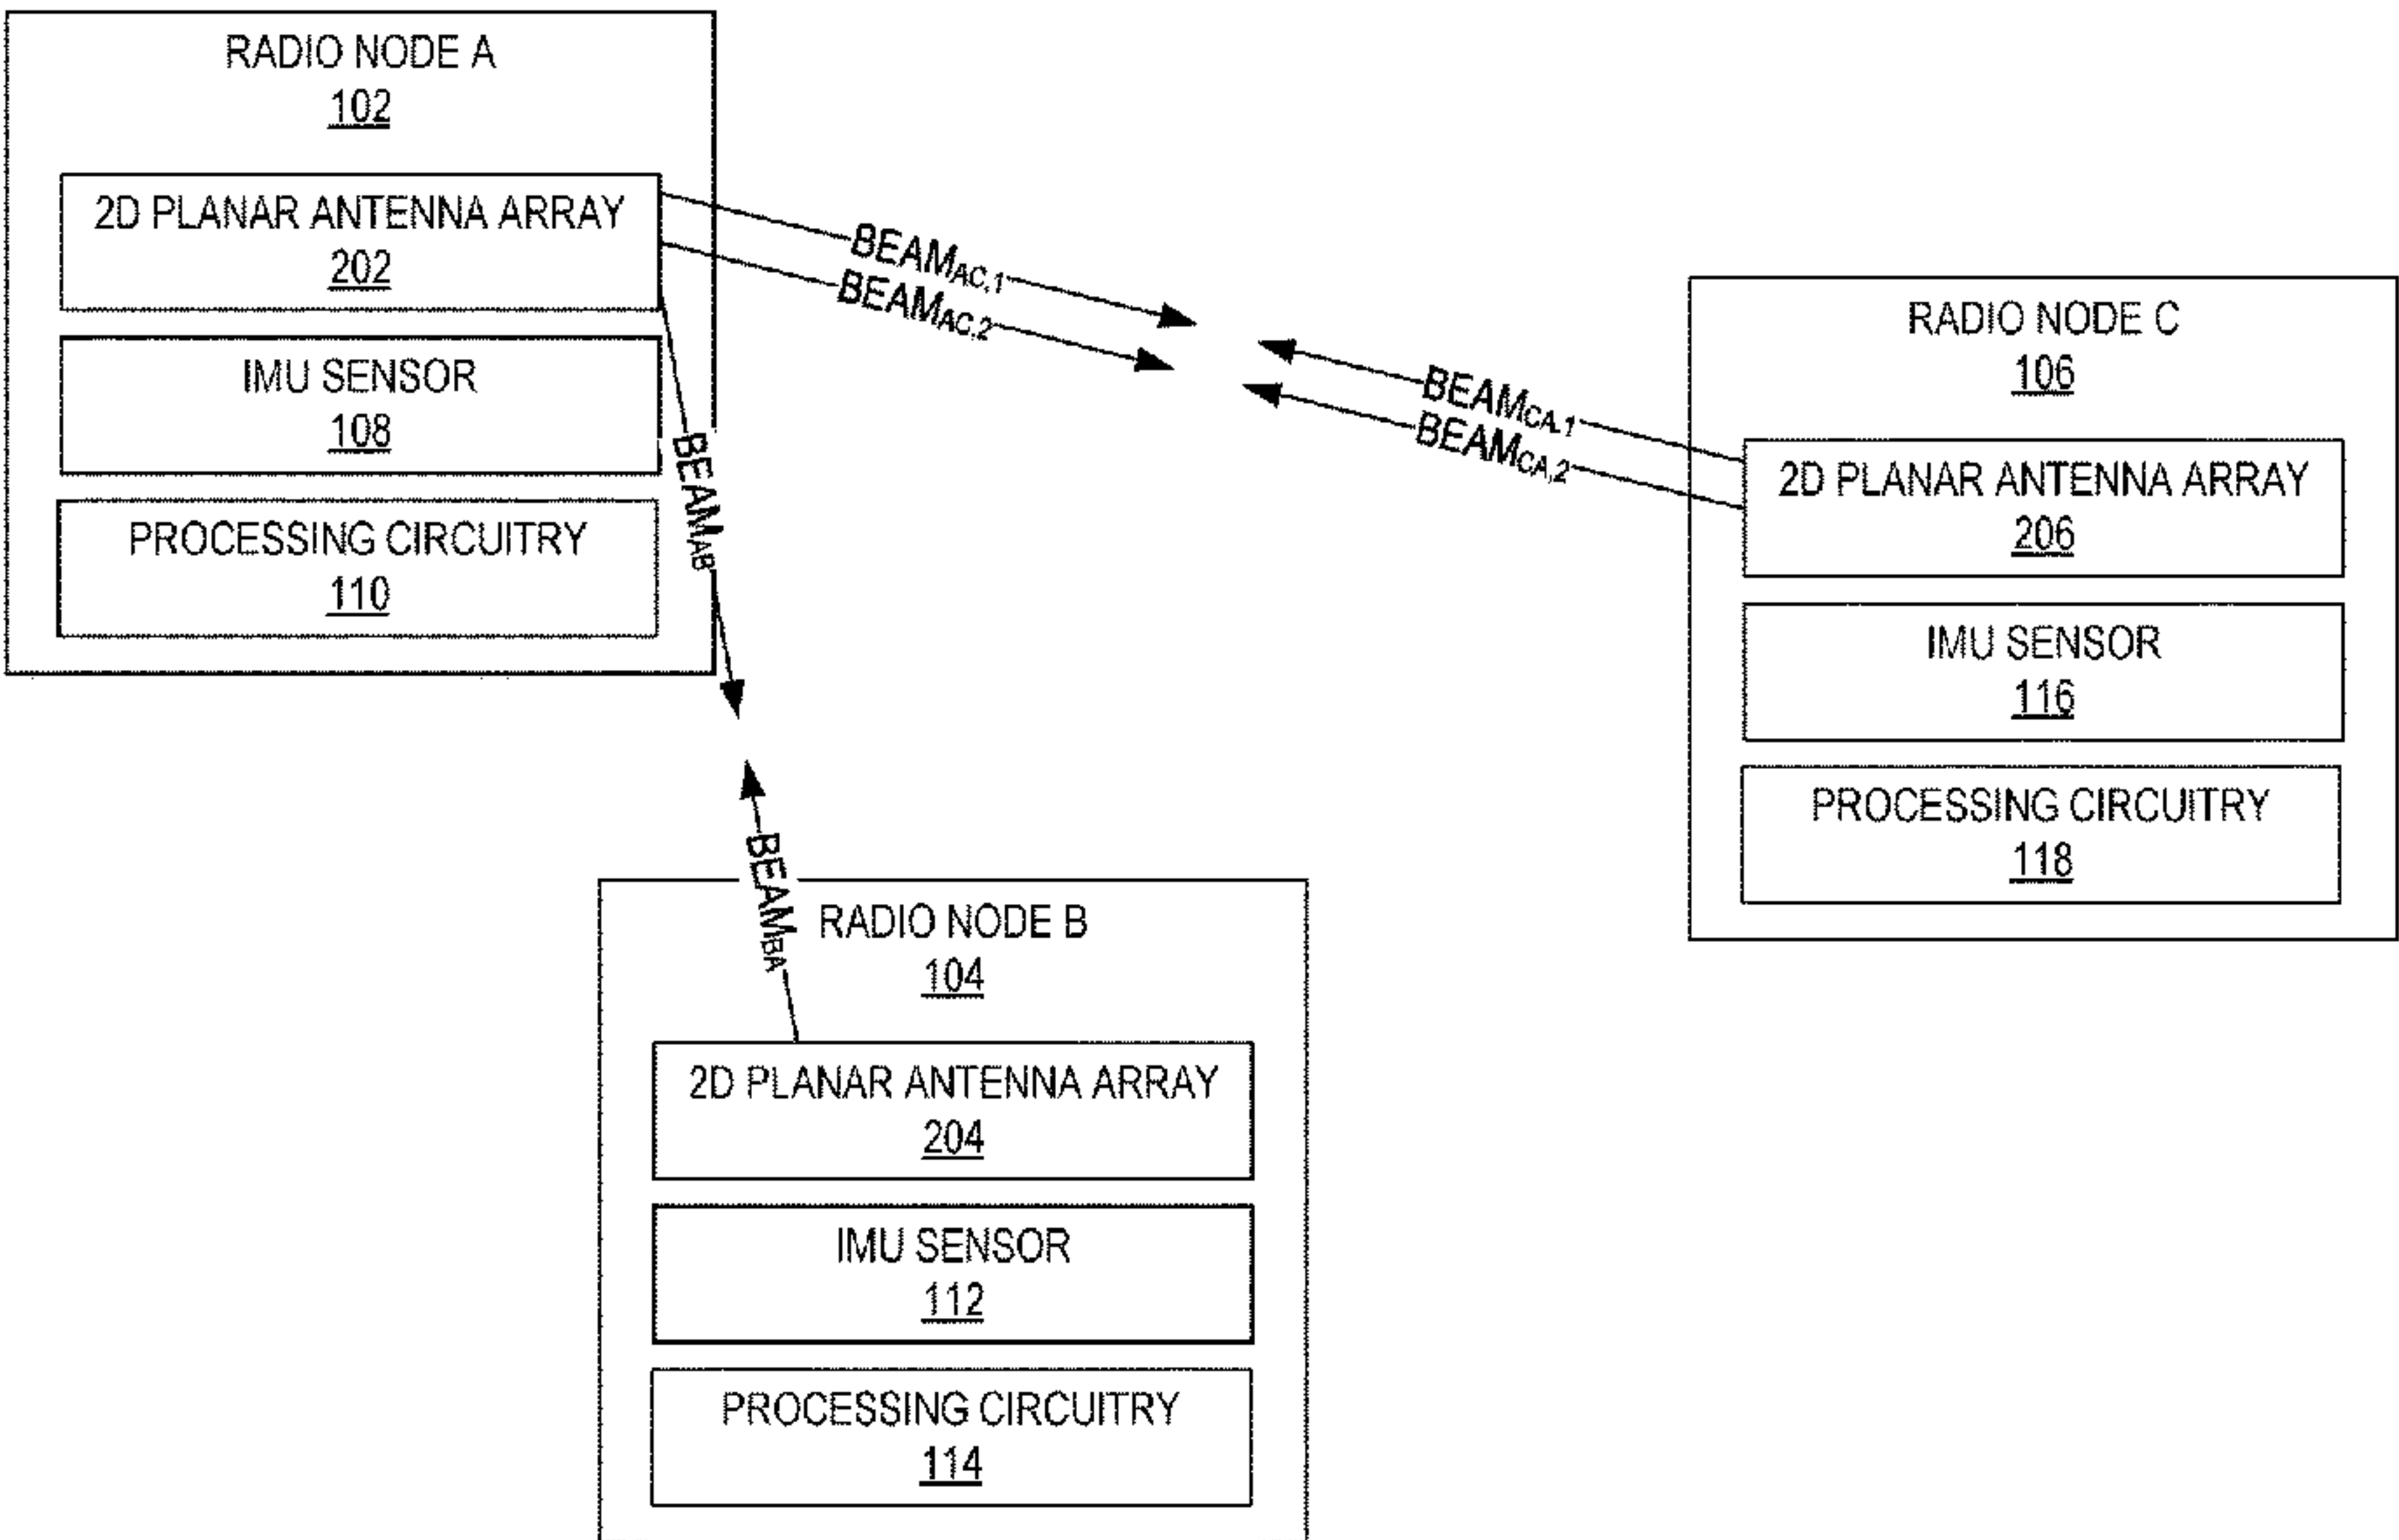 RADIO NODE A
102
2D PLANAR ANTENNA ARRAY
202
IMU SENSOR
108
PROCESSING CIRCUITRY
110
BEAMAC,1
BEAMAC,2
BEAMAB
BEAMCA,1
BEAMCA,2
RADIO NODE C
106
2D PLANAR ANTENNA ARRAY
206
IMU SENSOR
116
PROCESSING CIRCUITRY
118
BEAMBA
RADIO NODE B
104
2D PLANAR ANTENNA ARRAY
204
IMU SENSOR
112
PROCESSING CIRCUITRY
114